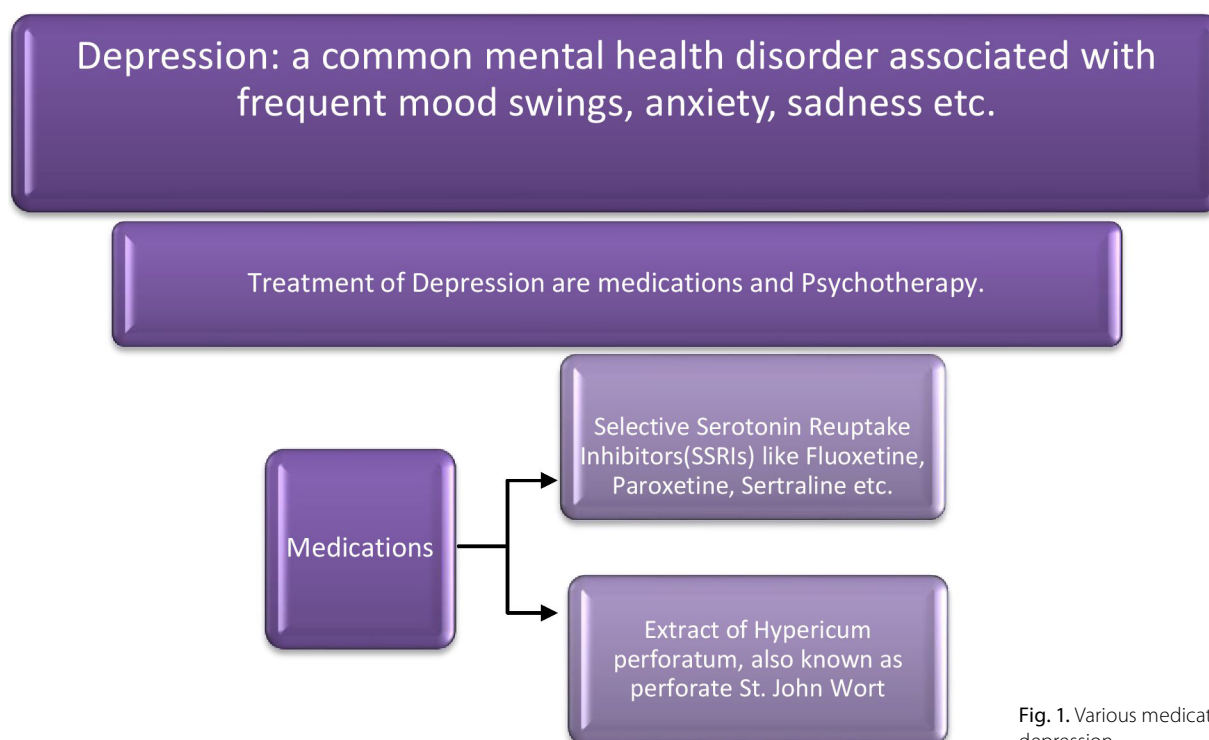 Depression: a common mental health disorder associated with
frequent mood swings, anxiety, sadness etc.
Treatment of Depression are medications and Psychotherapy.
Selective Serotonin Reuptake
Inhibitors(SSRIs) like Fluoxetine,
Paroxetine, Sertraline etc.
Medications
Extract of Hypericum
perforatum, also known as
perforate St. John Wort
Fig. 1. Various